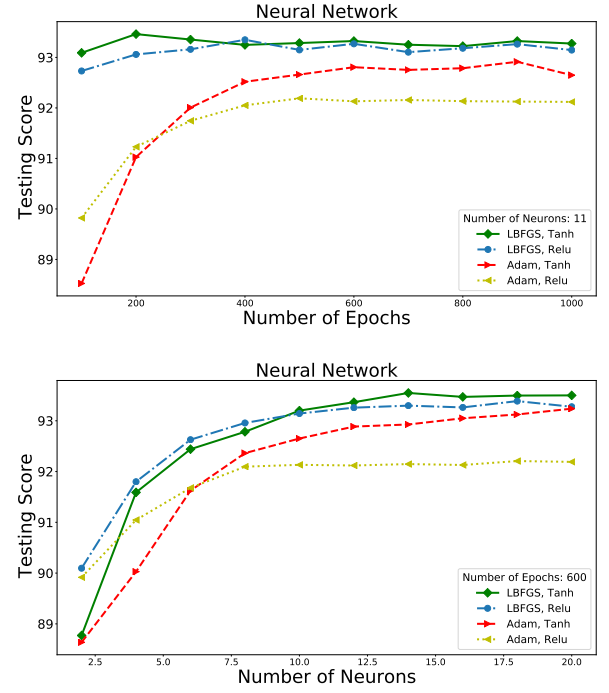 Neural Network
Testing Score
93
92
91
90
89
Number of Neurons: 11
LBFGS, Tanh
LBFGS, Relu
Adam, Tanh
Adam, Relu
200 400 600 800 1000
Number of Epochs
Neural Network
Testing Score
93
92
91
90
89
Number of Epochs: 600
LBFGS, Tanh
LBFGS, Relu
Adam, Tanh
Adam, Relu
2.5 5.0 7.5 10.0 12.5 15.0 17.5 20.0
Number of Neurons